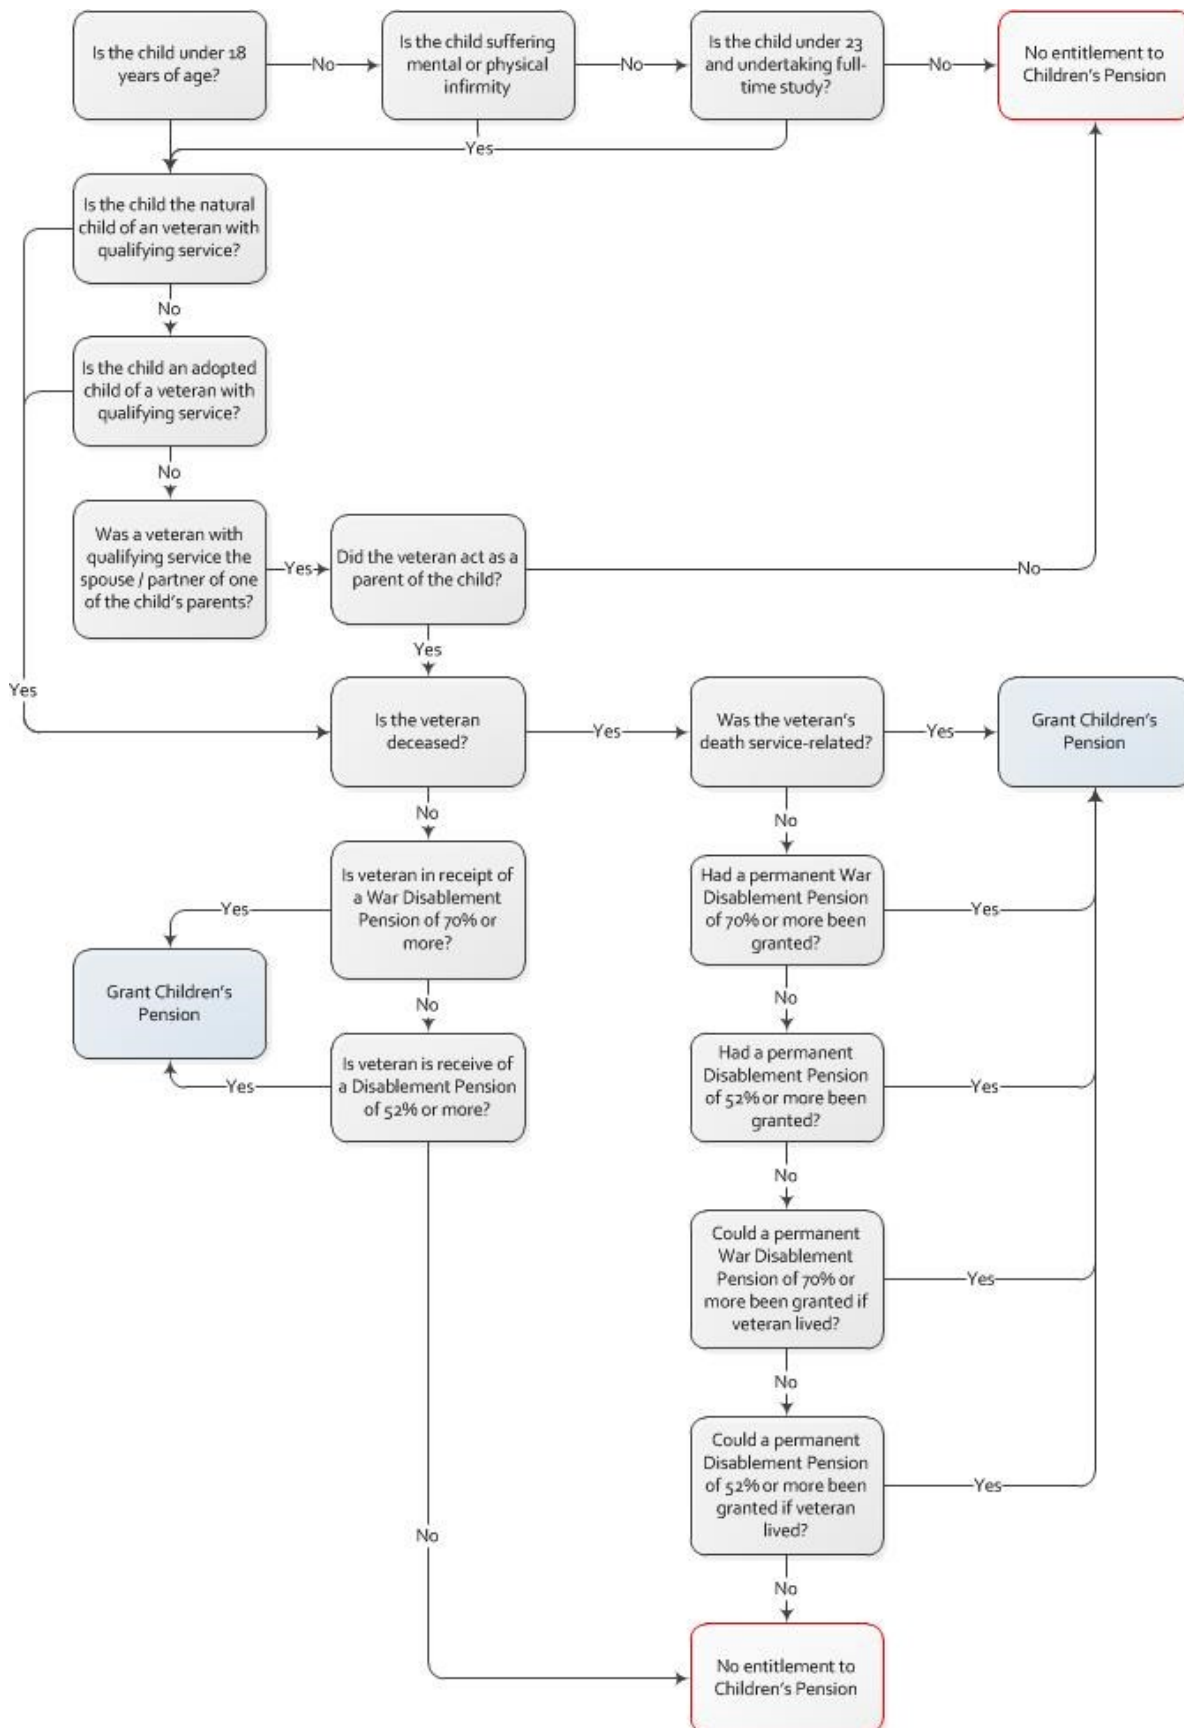 Is the child under 18
years of age?
No
Is the child suffering
mental or physical
infirmity
No
Is the child under 23
and undertaking full-
time study?
No
No entitlement to
Children's Pension
Yes
Is the child the natural
child of an veteran with
qualifying service?
No
Is the child an adopted
child of a veteran with
qualifying service?
No
Was a veteran with
qualifying service the
spouse / partner of one
of the child's parents?
Yes
Did the veteran act as a
parent of the child?
No
Yes
Yes
Is the veteran
deceased?
Yes
Was the veteran's
death service-related?
Yes
Grant Children's
Pension
No
No
Is veteran in receipt of
a War Disablement
Pension of 70% or
more?
Yes
Had a permanent War
Disablement Pension
of 70% or more been
granted?
Yes
Grant Children's
Pension
No
No
Is veteran is receive of
a Disablement Pension
of 52% or more?
Yes
Had a permanent
Disablement Pension
of 52% or more been
granted?
Yes
No
Could a permanent
War Disablement
Pension of 70% or
more been granted if
veteran lived?
Yes
No
Could a permanent
Disablement Pension
of 52% or more been
granted if veteran
lived?
Yes
No
No
No entitlement to
Children's Pension